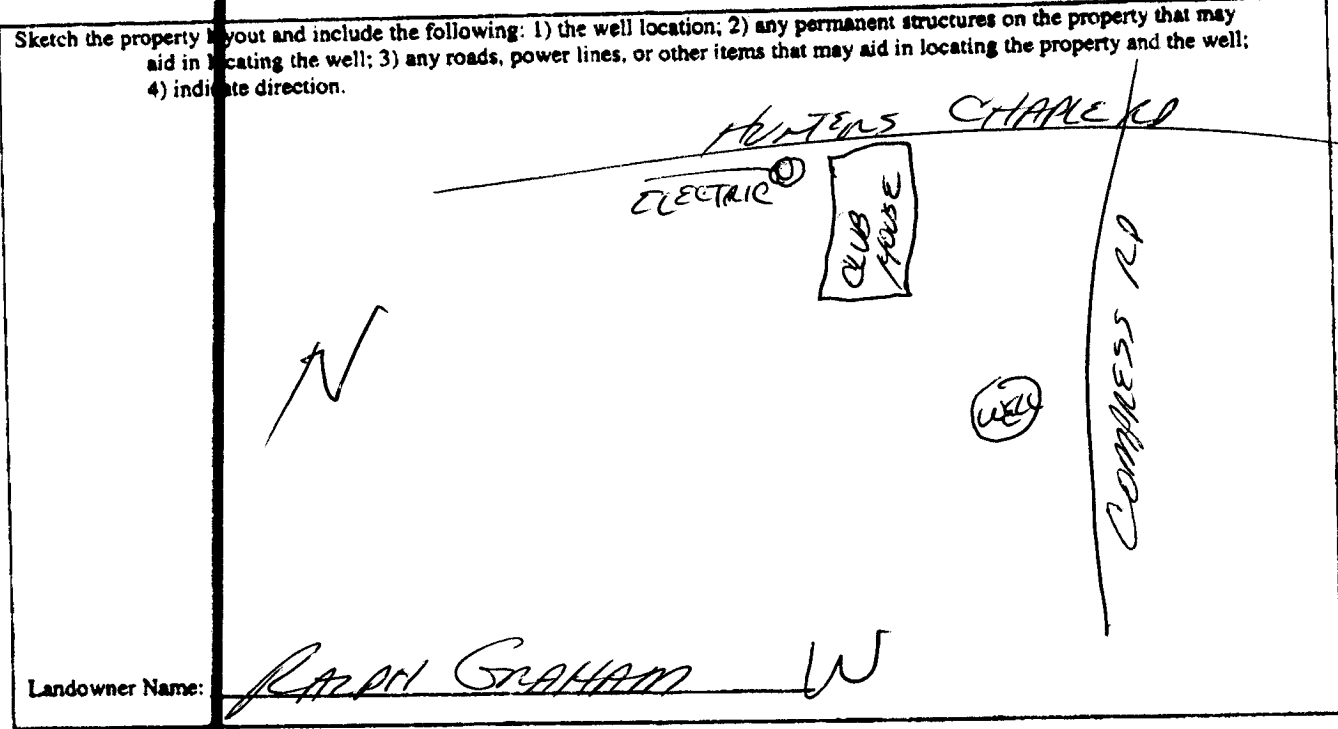 Sketch the property layout and include the following: 1) the well location; 2) any permanent structures on the property that may
aid in locating the well; 3) any roads, power lines, or other items that may aid in locating the property and the well;
4) indicate direction.
HUNTERS CHAPLE RD
ELECTRIC
CLUB
HOUSE
COMPRESS RD
N
WELL
W
Landowner Name: RALPH GRAHAM